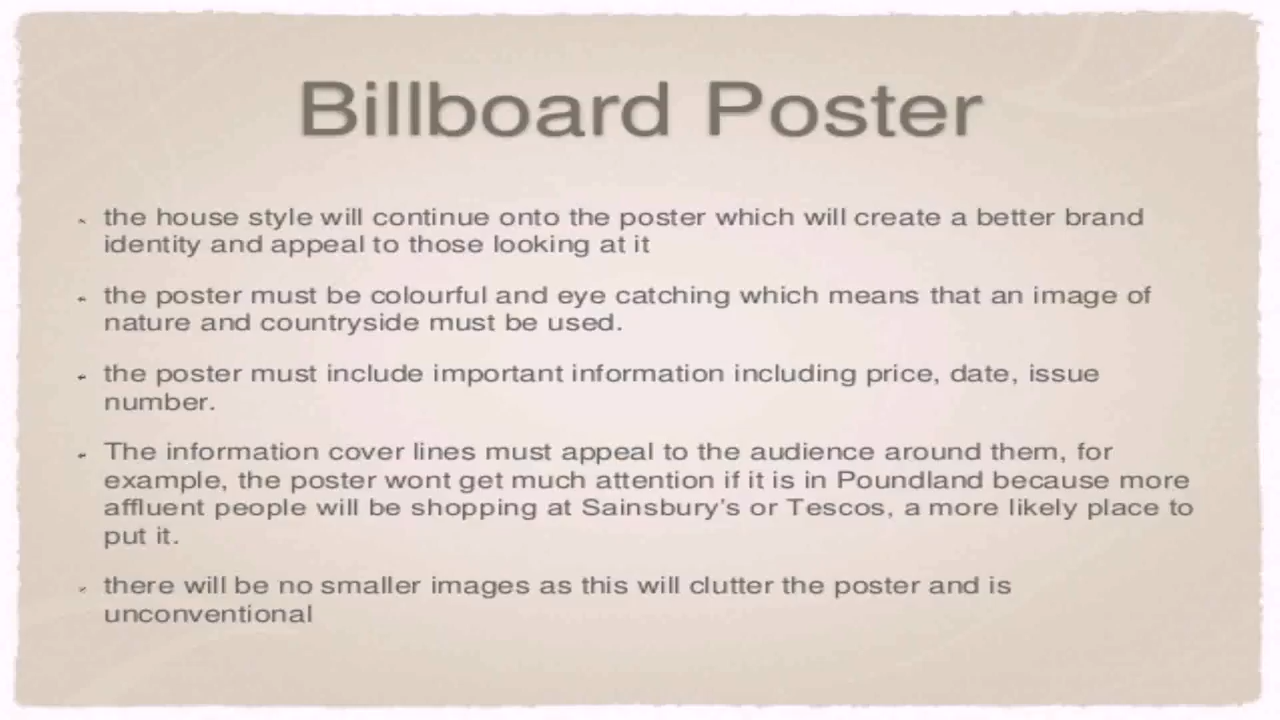 Billboard Poster
the house style will continue onto the poster which will create a better brand
identity and appeal to those looking at it
the poster must be colourful and eye catching which means that an image of
nature and countryside must be used.
the poster must include important information including price, date, issue
number.
The information cover lines must appeal to the audience around them, for
example, the poster wont get much attention if it is in Poundland because more
affluent people will be shopping at Sainsbury's or Tescos, a more likely place to
put it.
there will be no smaller images as this will clutter the poster and is
unconventional